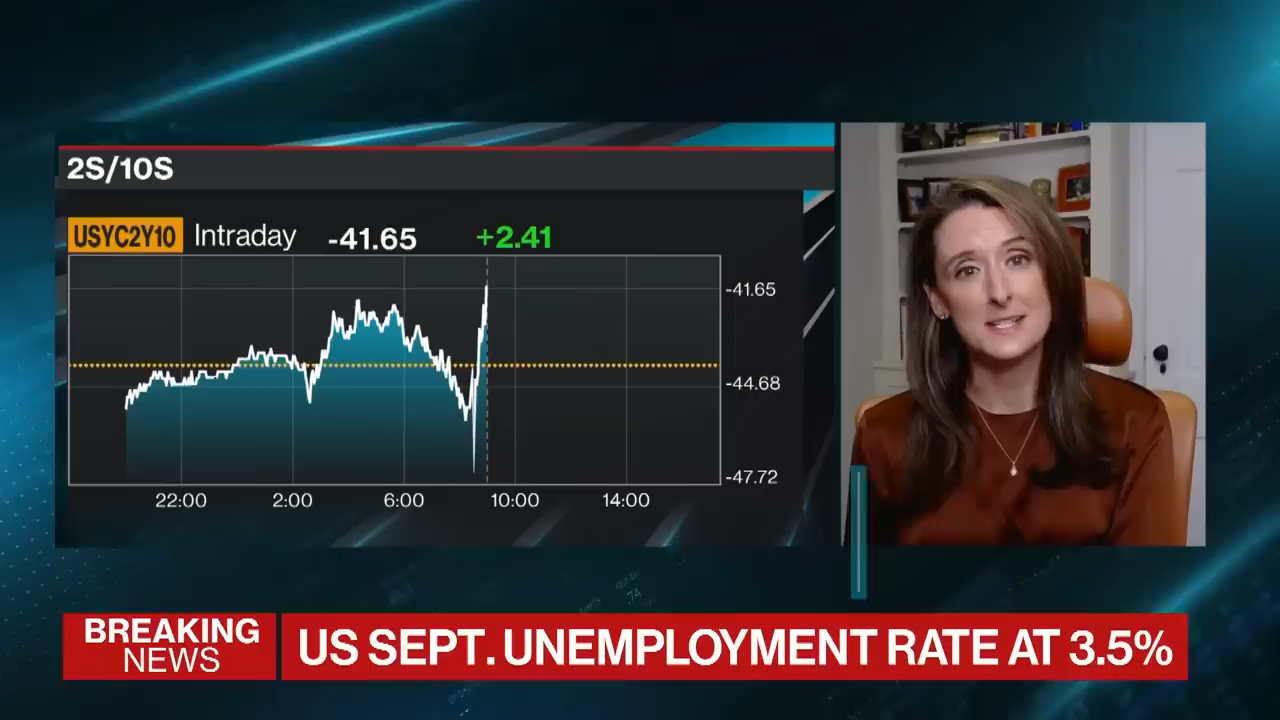 2S/10S
USYC2Y10 Intraday -41.65 +2.41
-41.65
-44.68
-47.72
22:00 2:00 6:00 10:00 14:00
BREAKING
NEWS
US SEPT. UNEMPLOYMENT RATE AT 3.5%